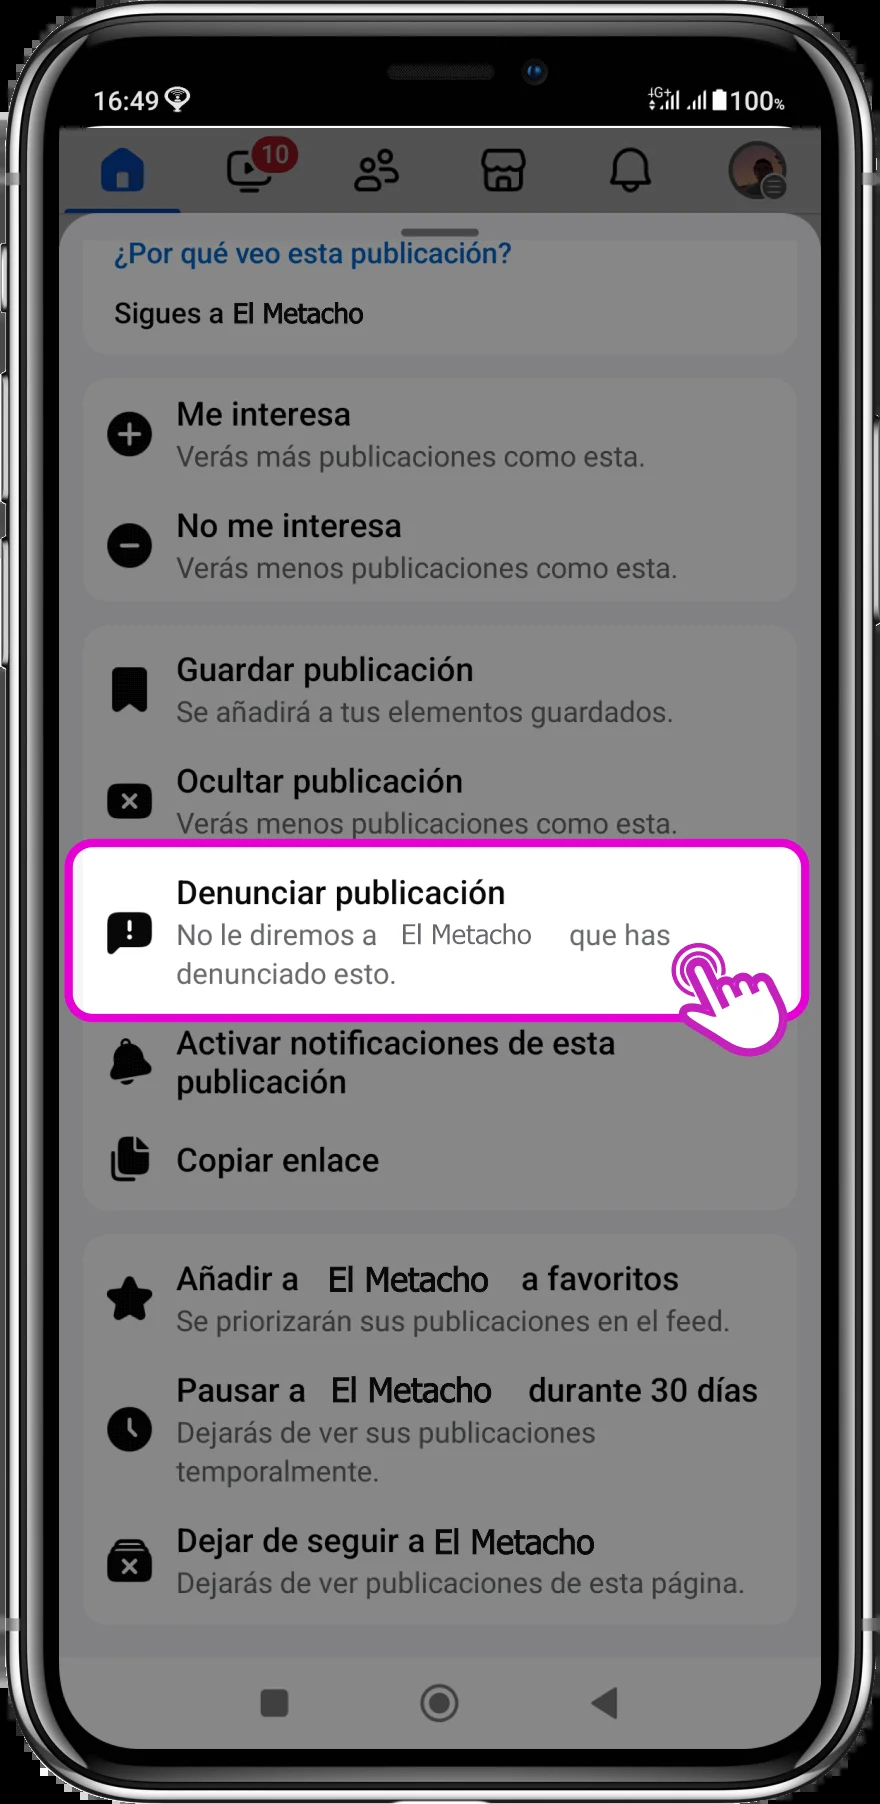 16:49
4G+ 100%
10
¿Por qué veo esta publicación?
Sigues a El Metacho
Me interesa
Verás más publicaciones como esta.
No me interesa
Verás menos publicaciones como esta.
Guardar publicación
Se añadirá a tus elementos guardados.
Ocultar publicación
Verás menos publicaciones como esta.
Denunciar publicación
No le diremos a El Metacho que has
denunciado esto.
Activar notificaciones de esta
publicación
Copiar enlace
Añadir a El Metacho a favoritos
Se priorizarán sus publicaciones en el feed.
Pausar a El Metacho durante 30 días
Dejarás de ver sus publicaciones
temporalmente.
Dejar de seguir a El Metacho
Dejarás de ver publicaciones de esta página.